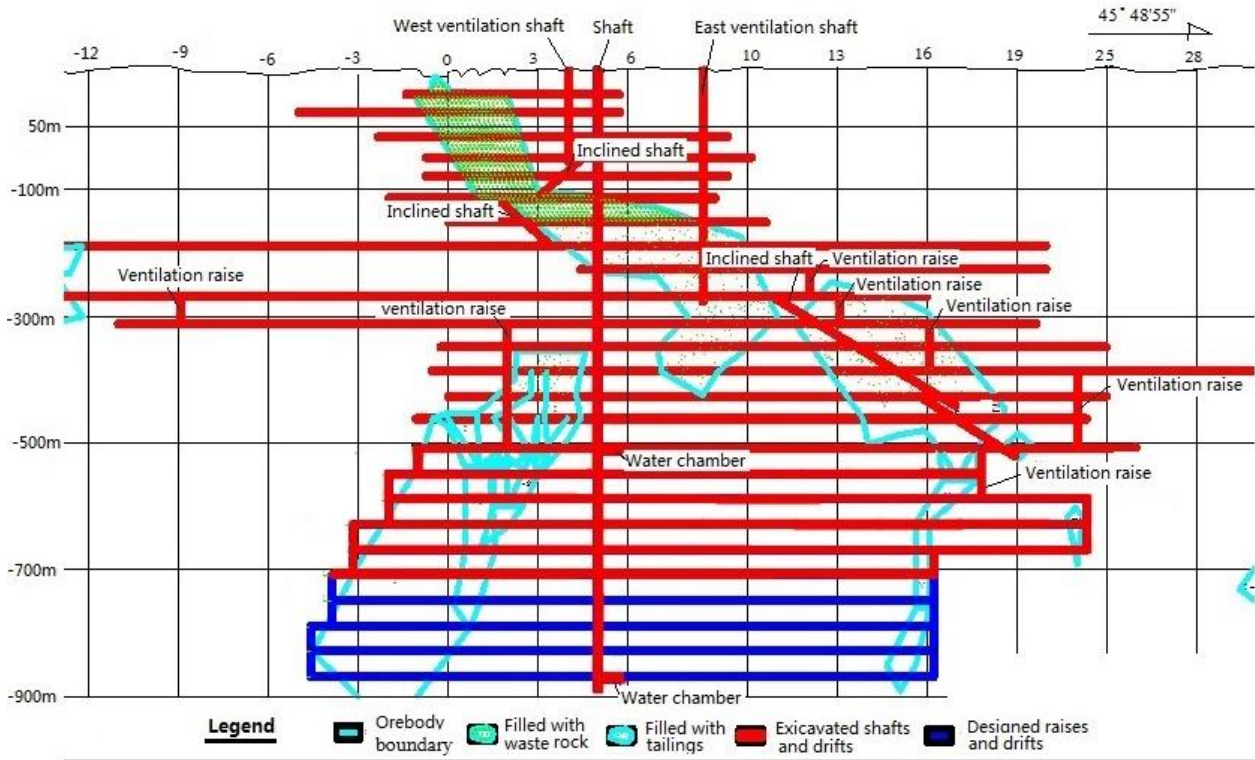 45° 48'55"
West ventilation shaft
Shaft
East ventilation shaft
-12
-9
-6
-3
0
3
6
10
12
16
19
25
28
50m
Inclined shaft
-100m
Inclined shaft
Inclined shaft
Ventilation raise
Ventilation raise
Ventilation raise
Ventilation raise
-300m
ventilation raise
Ventilation raise
-500m
Water chamber
Ventilation raise
-700m
-900m
Water chamber
Legend
Orebody boundary
Filled with waste rock
Filled with tailings
Exicavated shafts and drifts
Designed raises and drifts